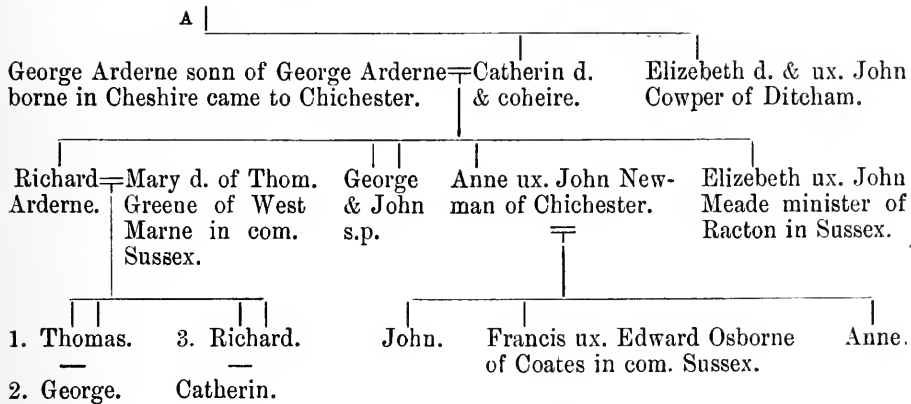 A
George Arderne sonn of George Arderne Catherin d. Elizebeth d. & ux. John
borne in Cheshire came to Chichester. & coheire. Cowper of Ditcham.
Richard Mary d. of Thom. George Anne ux. John New- Elizebeth ux. John
Arderne. Greene of West & John man of Chichester. Meade minister of
Marne in com. s.p. Racton in Sussex.
Sussex.
1. Thomas. 3. Richard. John. Francis ux. Edward Osborne Anne.
of Coates in com. Sussex.
2. George. Catherin.